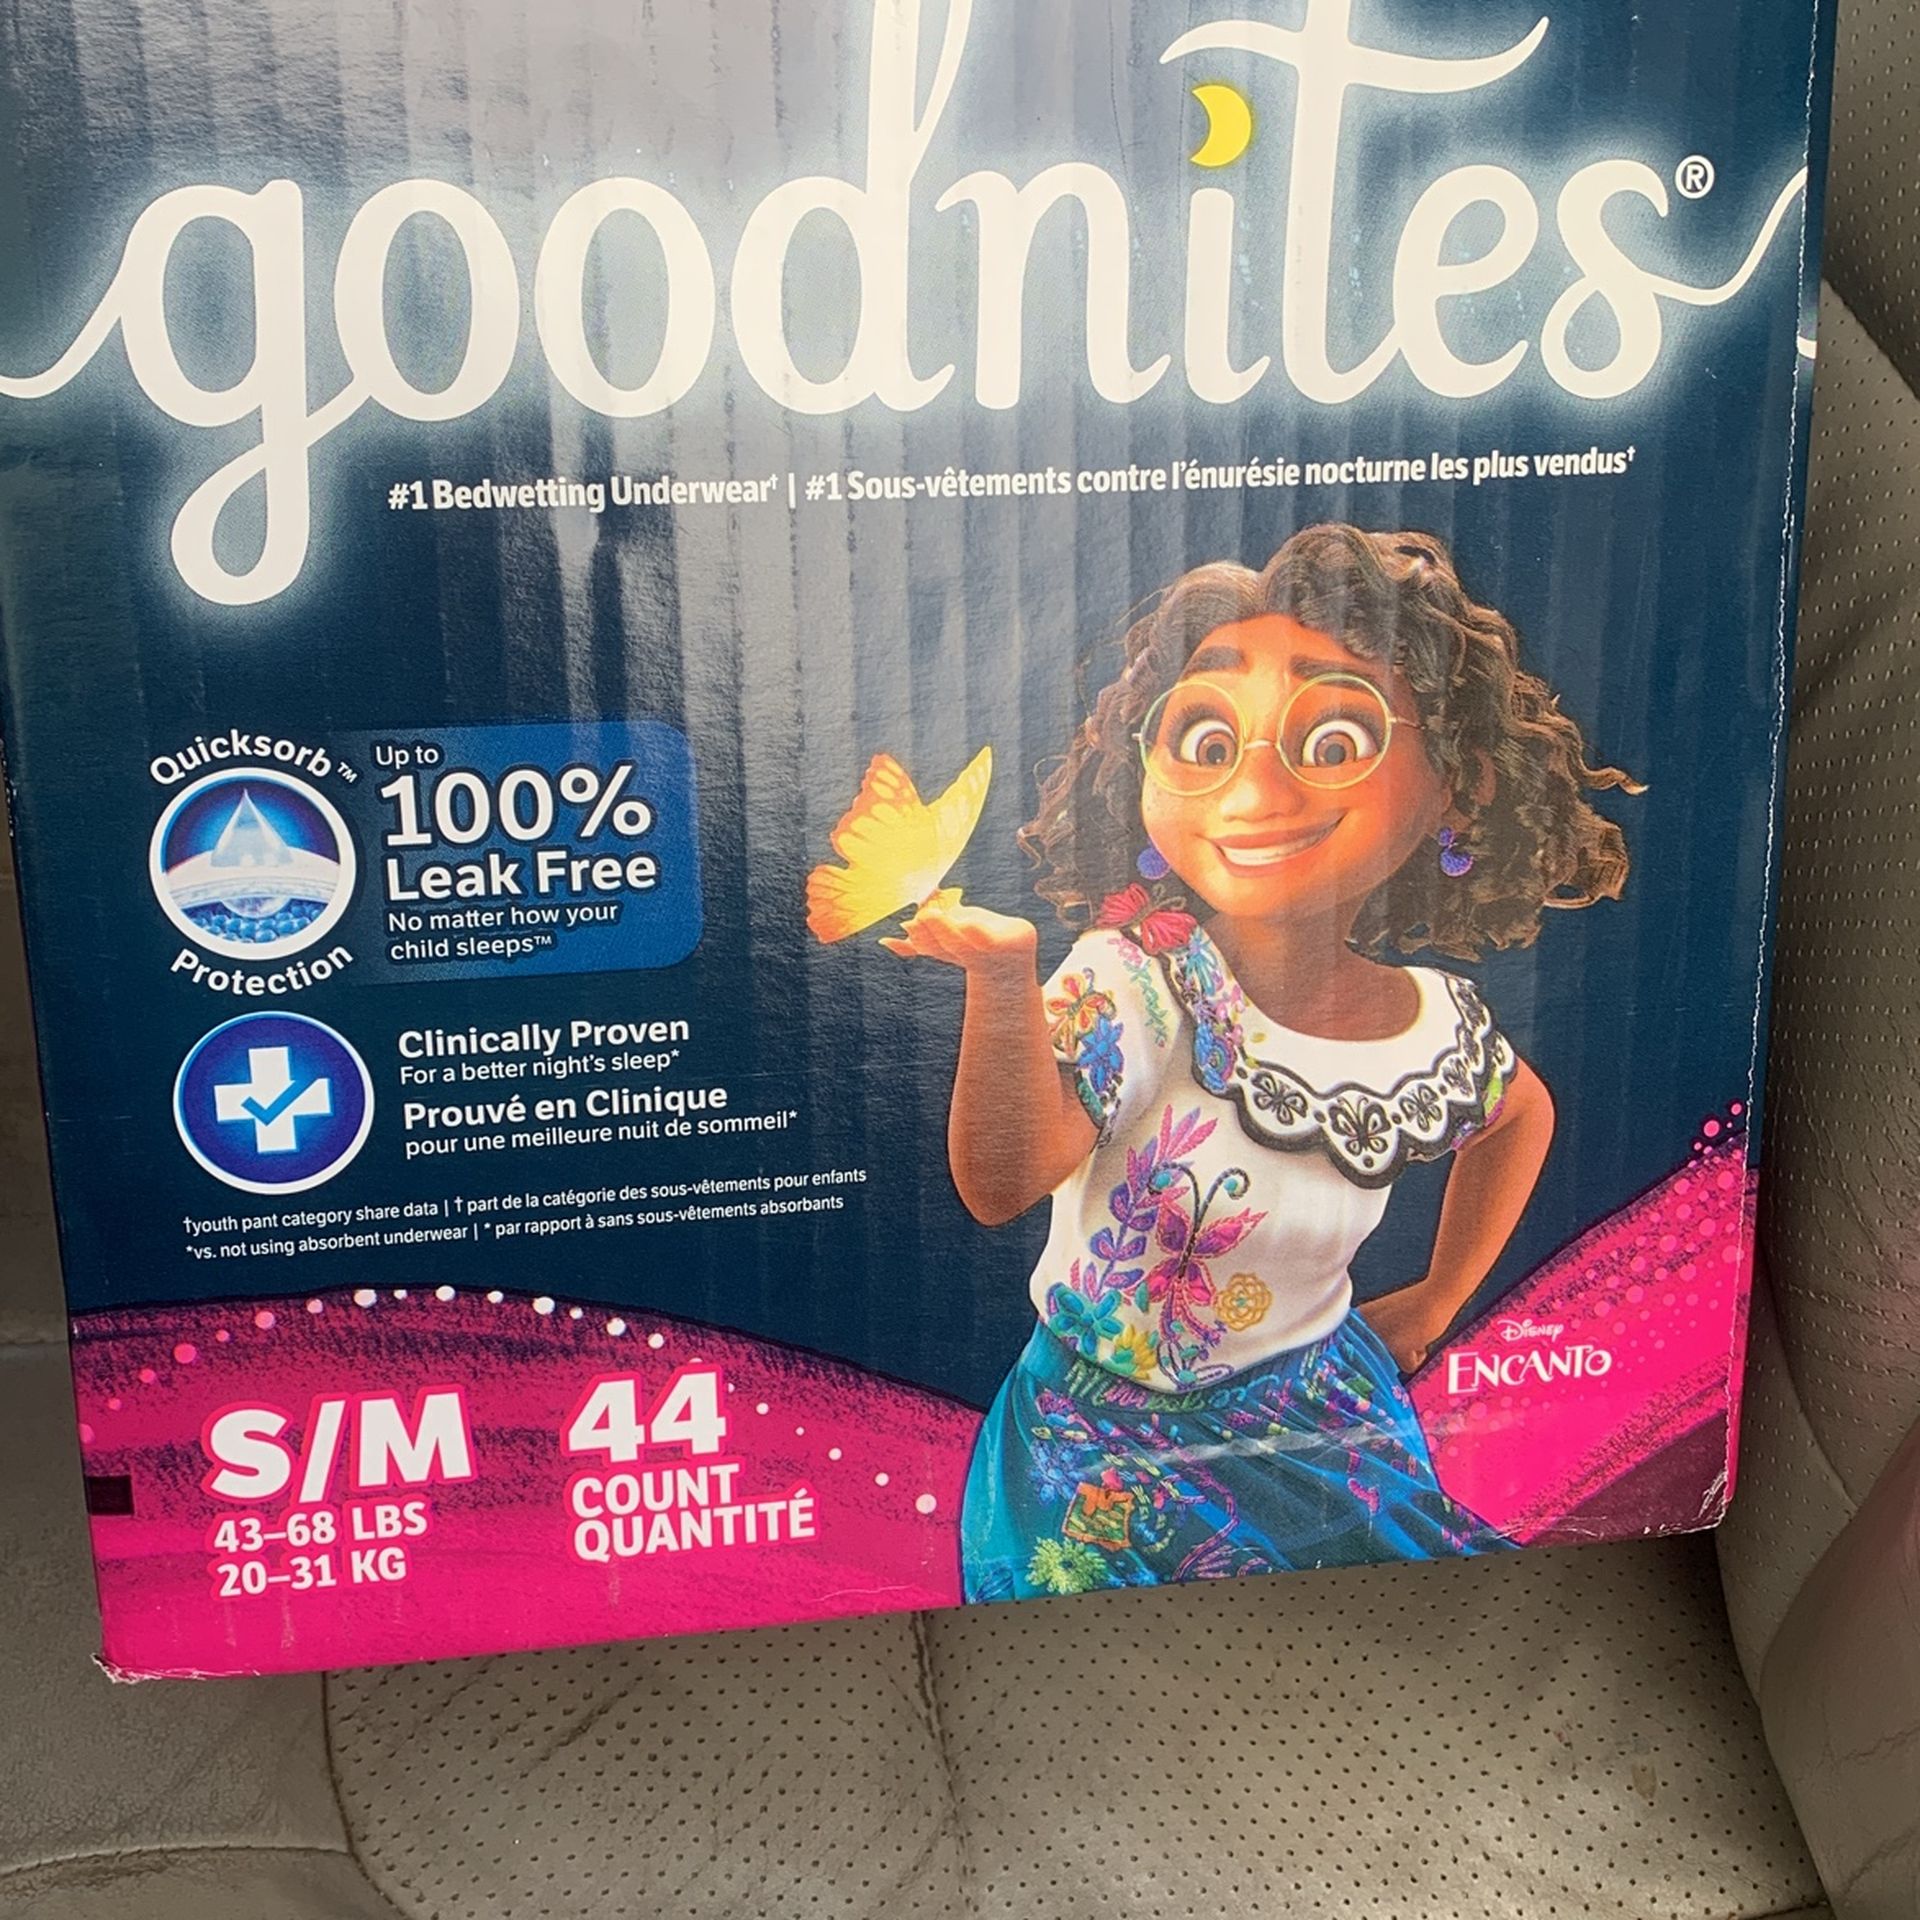 goodnites®
#1 Bedwetting Underwear† | #1 Sous-vêtements contre l'énurésie nocturne les plus vendus†
Quicksorb™
Protection
Up to
100%
Leak Free
No matter how your
child sleeps™
Clinically Proven
For a better night's sleep*
Prouvé en Clinique
pour une meilleure nuit de sommeil*
†youth pant category share data | † part de la catégorie des sous-vêtements pour enfants
*vs. not using absorbent underwear | * par rapport à sans sous-vêtements absorbants
S/M
43–68 LBS
20–31 KG
44
COUNT
QUANTITÉ
Disney
ENCANTO